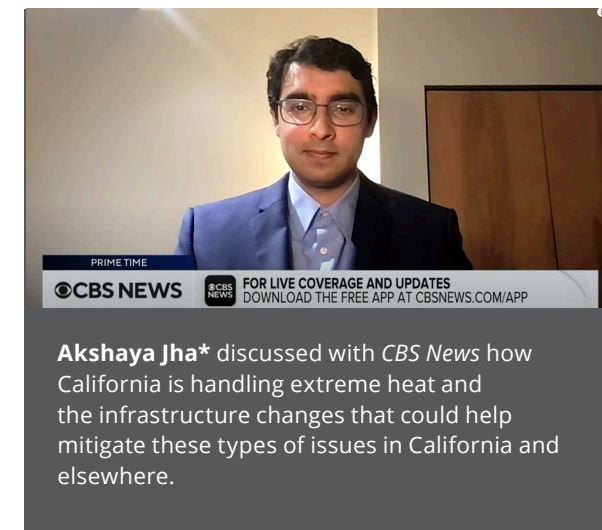 PRIME TIME
CBS NEWS
CBS NEWS
FOR LIVE COVERAGE AND UPDATES
DOWNLOAD THE FREE APP AT CBSNEWS.COM/APP
Akshaya Jha* discussed with CBS News how
California is handling extreme heat and
the infrastructure changes that could help
mitigate these types of issues in California and
elsewhere.